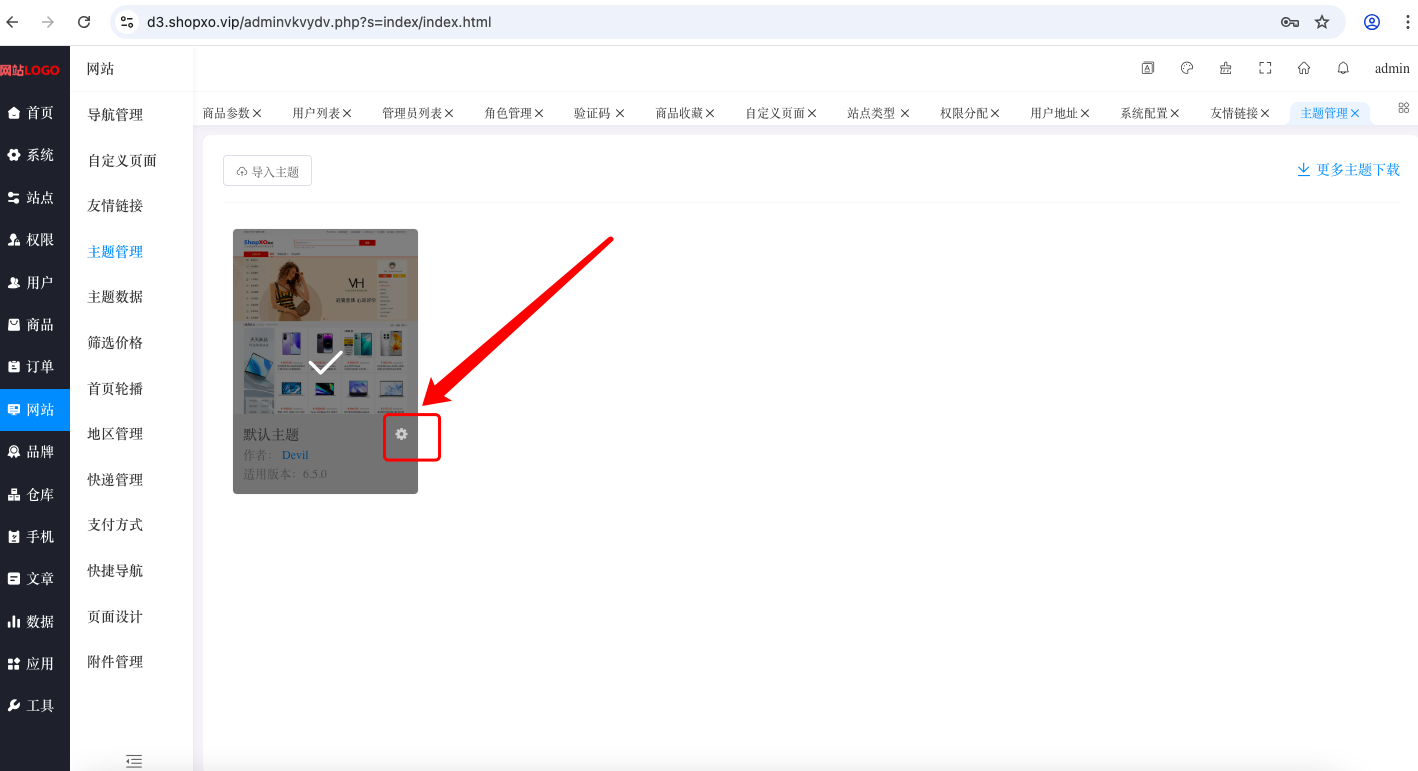 d3.shopxo.vip/adminvkvydv.php?s=index/index.html
网站LOGO
首页
系统
站点
权限
用户
商品
订单
网站
品牌
仓库
手机
文章
数据
应用
工具
网站
导航管理
自定义页面
友情链接
主题管理
主题数据
筛选价格
首页轮播
地区管理
快递管理
支付方式
快捷导航
页面设计
附件管理
admin
商品参数 用户列表 管理员列表 角色管理 验证码 商品收藏 自定义页面 站点类型 权限分配 用户地址 系统配置 友情链接 主题管理
导入主题
更多主题下载
ShopXO
VH
默认主题
作者： Devil
适用版本：6.5.0